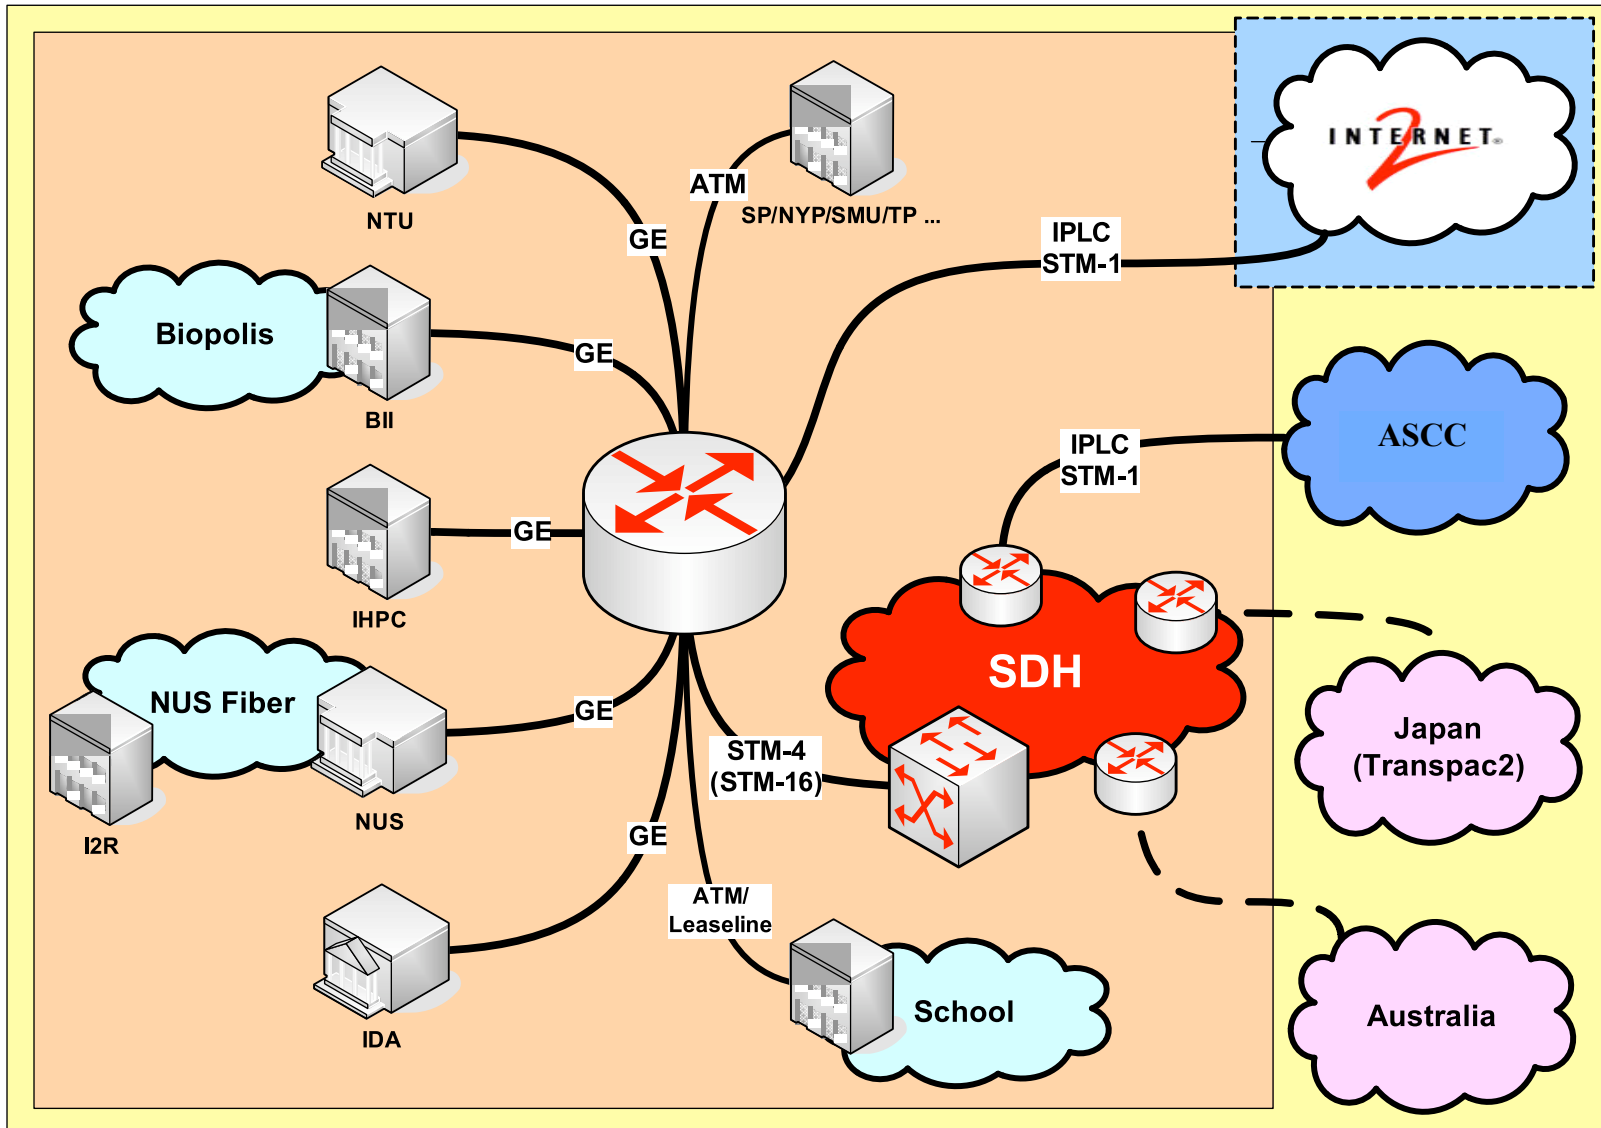 INTERNET®
2
NTU
ATM
SP/NYP/SMU/TP ...
GE
IPLC
STM-1
Biopolis
GE
BII
ASCC
IPLC
STM-1
GE
IHPC
SDH
NUS Fiber
GE
NUS
I2R
STM-4
(STM-16)
Japan
(Transpac2)
GE
ATM/
Leaseline
School
IDA
Australia